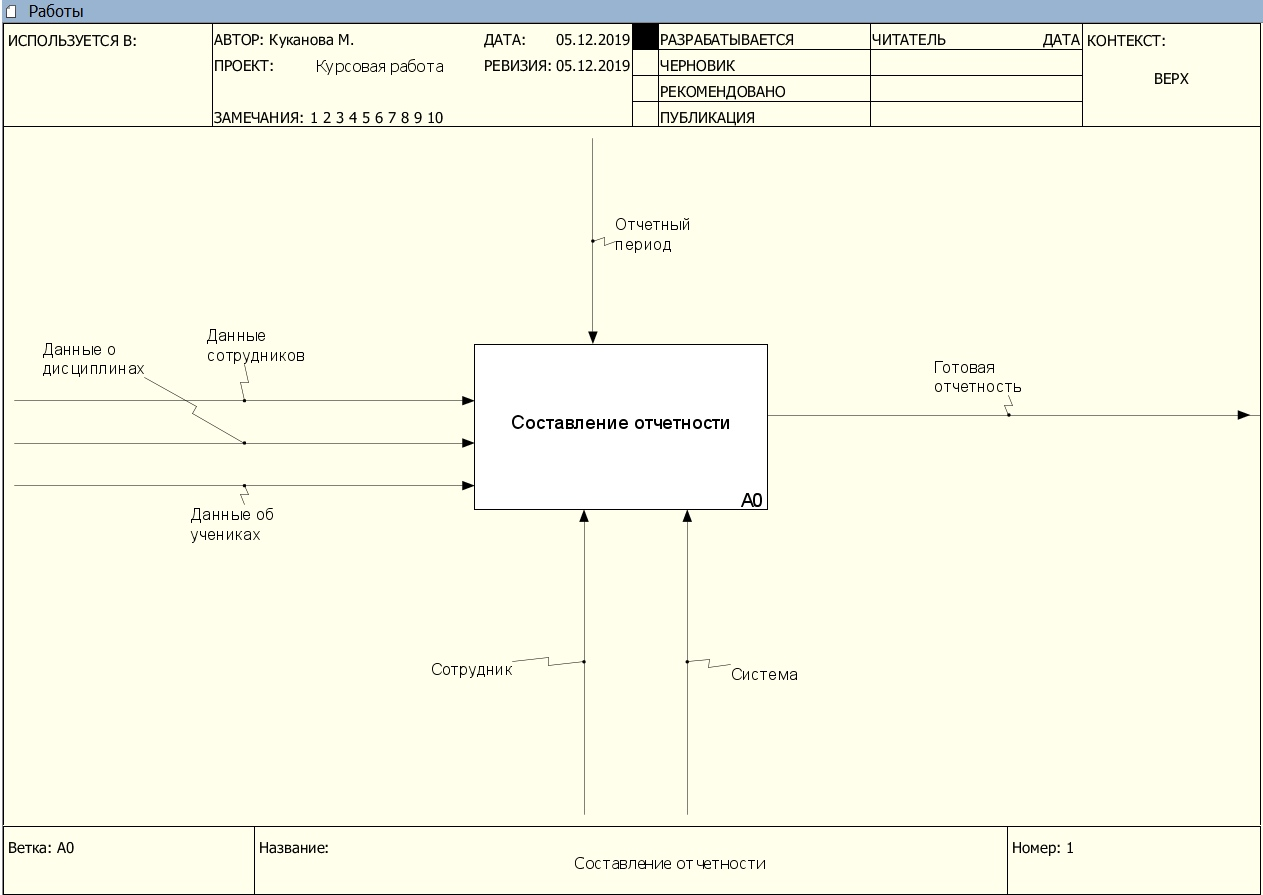 Работы
ИСПОЛЬЗУЕТСЯ В:
АВТОР: Куканова М.
ДАТА: 05.12.2019
ПРОЕКТ: Курсовая работа
РЕВИЗИЯ: 05.12.2019
ЗАМЕЧАНИЯ: 1 2 3 4 5 6 7 8 9 10
РАЗРАБАТЫВАЕТСЯ
ЧЕРНОВИК
РЕКОМЕНДОВАНО
ПУБЛИКАЦИЯ
ЧИТАТЕЛЬ
ДАТА
КОНТЕКСТ:
ВЕРХ
Отчетный
период
Данные
сотрудников
Данные о
дисциплинах
Данные об
учениках
Составление отчетности
A0
Готовая
отчетность
Сотрудник
Система
Ветка: A0
Название:
Составление отчетности
Номер: 1